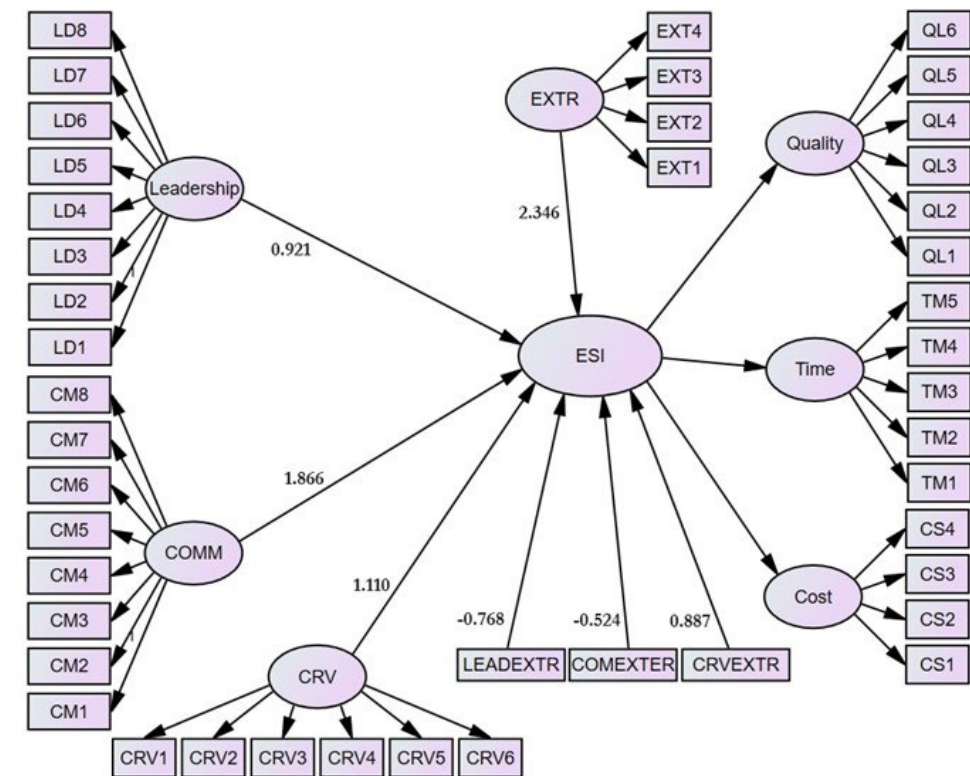 LD8
LD7
LD6
LD5
LD4
LD3
LD2
LD1
Leadership
0.921
CM8
CM7
CM6
CM5
CM4
CM3
CM2
CM1
COMM
1.866
CRV
1.110
CRV1
CRV2
CRV3
CRV4
CRV5
CRV6
EXTR
EXT4
EXT3
EXT2
EXT1
2.346
ESI
-0.768
-0.524
0.887
LEADEXTR
COMEXTER
CRVEXTR
Quality
QL6
QL5
QL4
QL3
QL2
QL1
Time
TM5
TM4
TM3
TM2
TM1
Cost
CS4
CS3
CS2
CS1